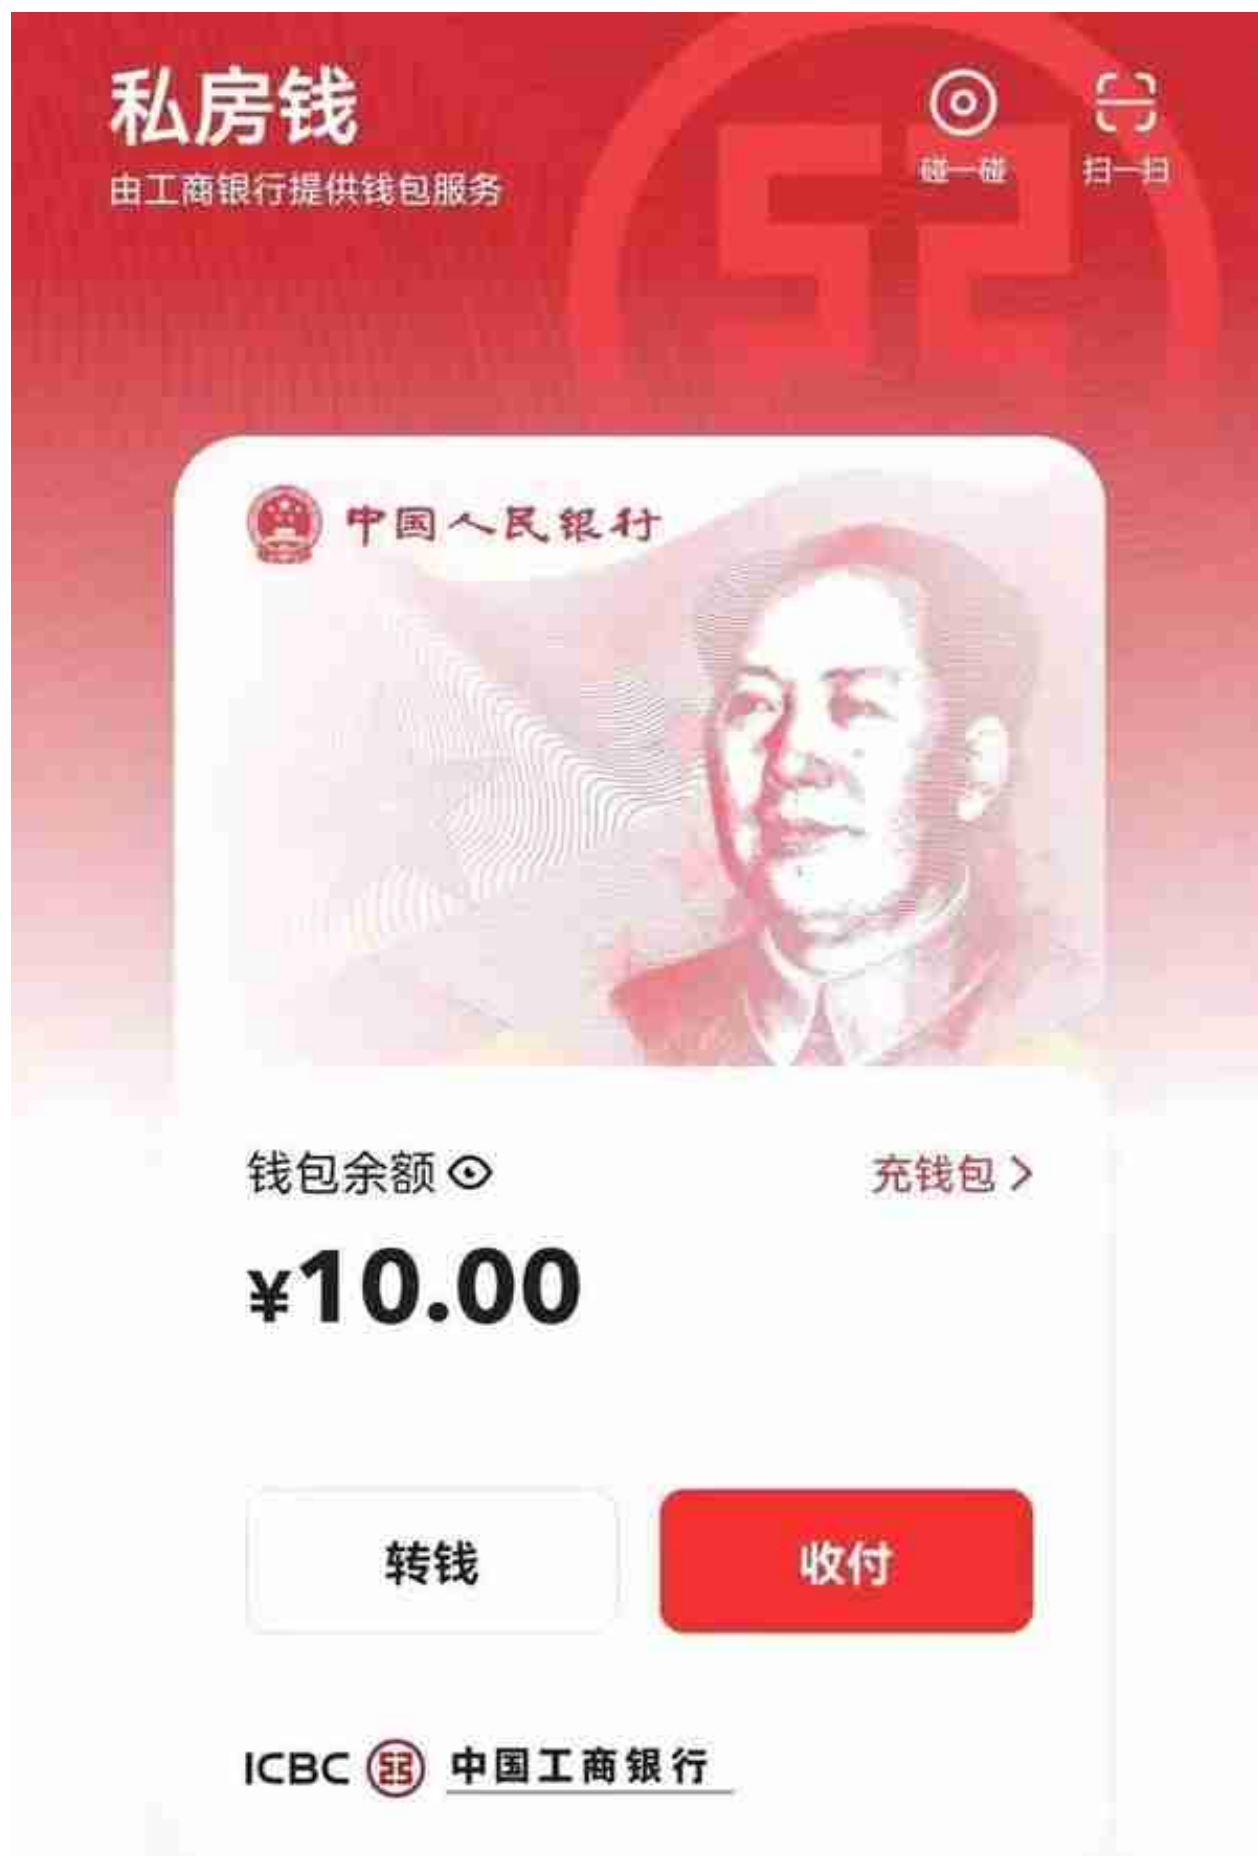 私房钱
由工商银行提供钱包服务
碰一碰
扫一扫
中国人民银行
钱包余额
充钱包
¥10.00
转钱
收付
ICBC 中国工商银行